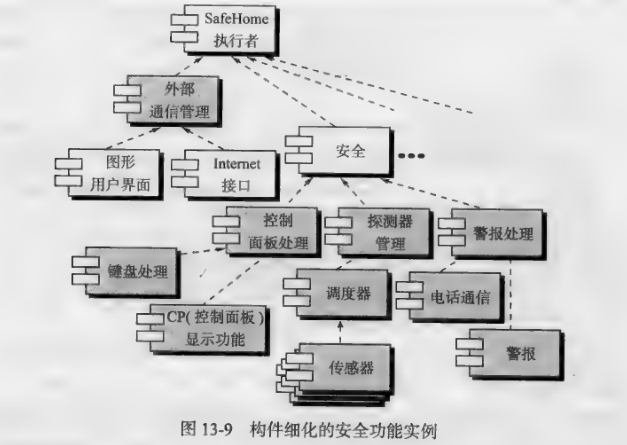 SafeHome
执行者
外部
通信管理
图形
用户界面
Internet
接口
安全
控制
面板处理
探测器
管理
警报处理
键盘处理
调度器
电话通信
CP(控制面板)
显示功能
传感器
警报
图 13-9 构件细化的安全功能实例